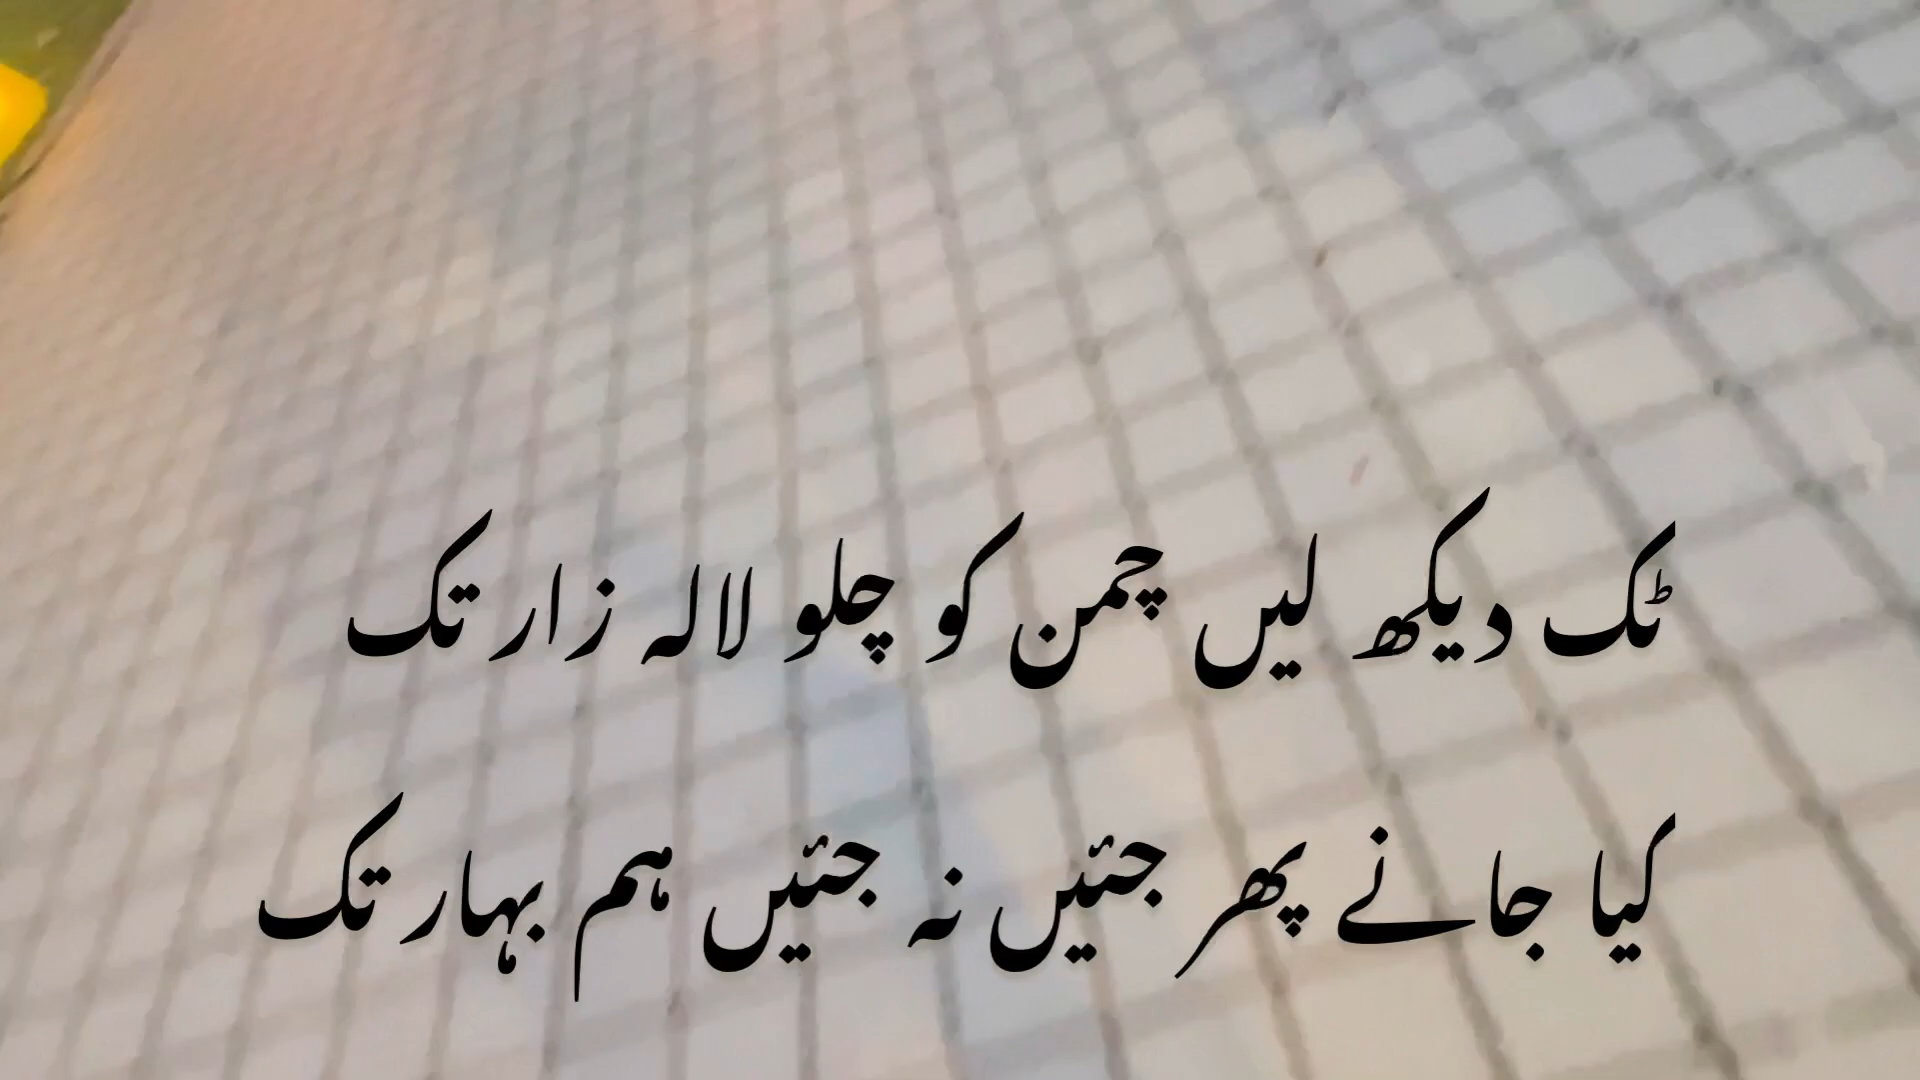 ٹک دیکھ لیں چمن کو چلو لالہ زار تک
کیا جانے پھر جئیں نہ جئیں ہم بہار تک